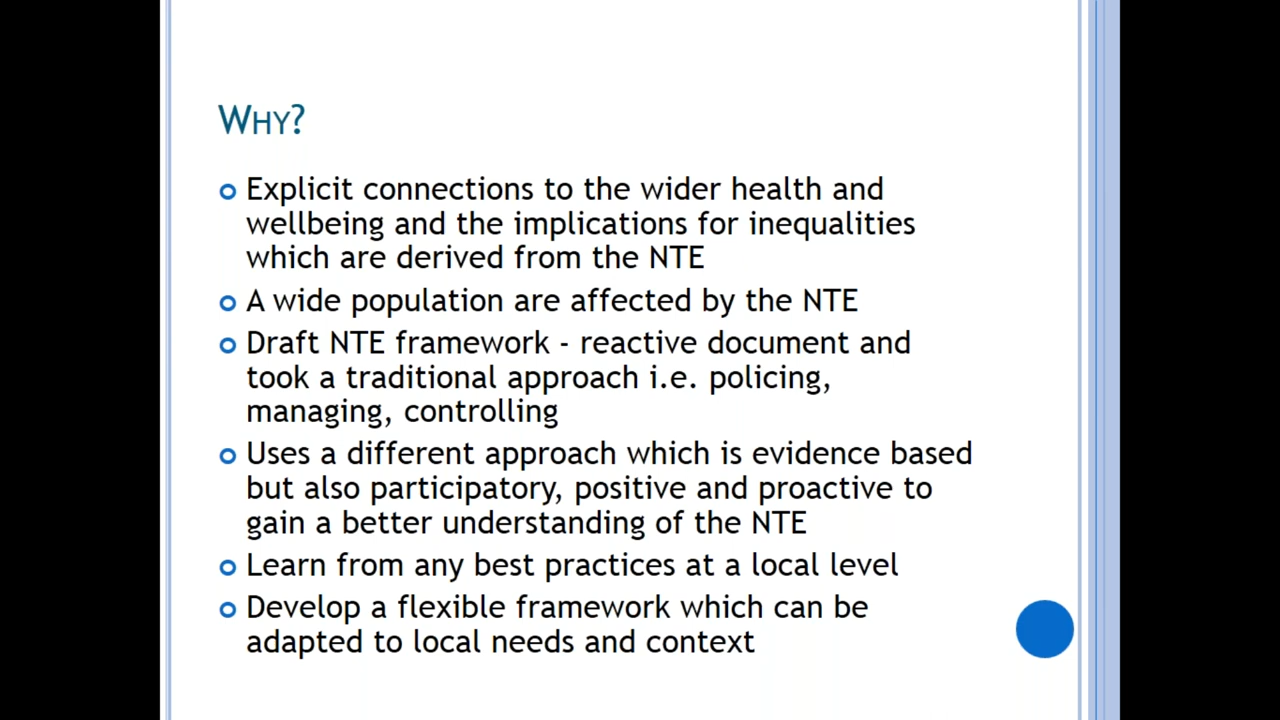 WHY?
Explicit connections to the wider health and
wellbeing and the implications for inequalities
which are derived from the NTE
A wide population are affected by the NTE
Draft NTE framework - reactive document and
took a traditional approach i.e. policing,
managing, controlling
Uses a different approach which is evidence based
but also participatory, positive and proactive to
gain a better understanding of the NTE
Learn from any best practices at a local level
Develop a flexible framework which can be
adapted to local needs and context